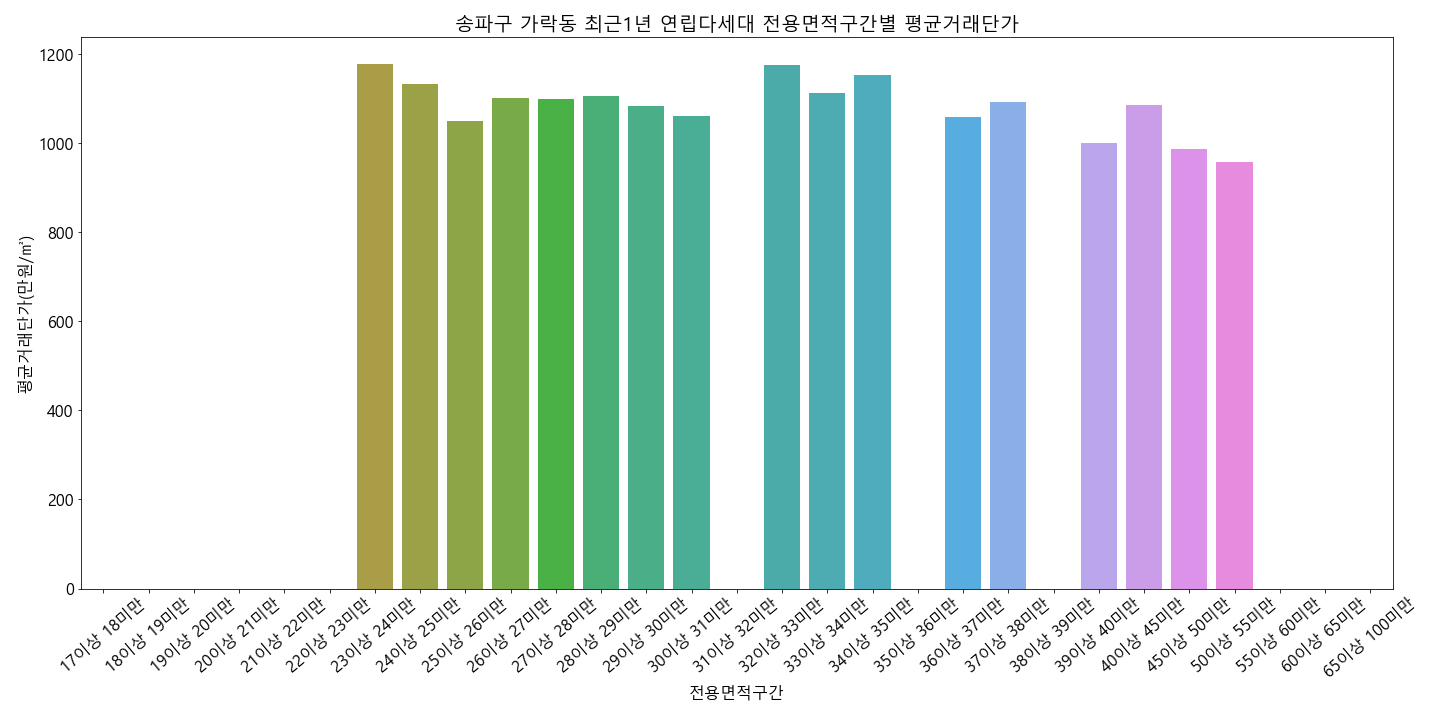 송파구 가락동 최근1년 연립다세대 전용면적구간별 평균거래단가
평균거래단가(만원/㎡)
1200
1000
800
600
400
200
0
17이상 18미만
18이상 19미만
19이상 20미만
20이상 21미만
21이상 22미만
22이상 23미만
23이상 24미만
24이상 25미만
25이상 26미만
26이상 27미만
27이상 28미만
28이상 29미만
29이상 30미만
30이상 31미만
31이상 32미만
32이상 33미만
33이상 34미만
34이상 35미만
35이상 36미만
36이상 37미만
37이상 38미만
38이상 39미만
39이상 40미만
40이상 45미만
45이상 50미만
50이상 55미만
55이상 60미만
60이상 65미만
65이상 100미만
전용면적구간